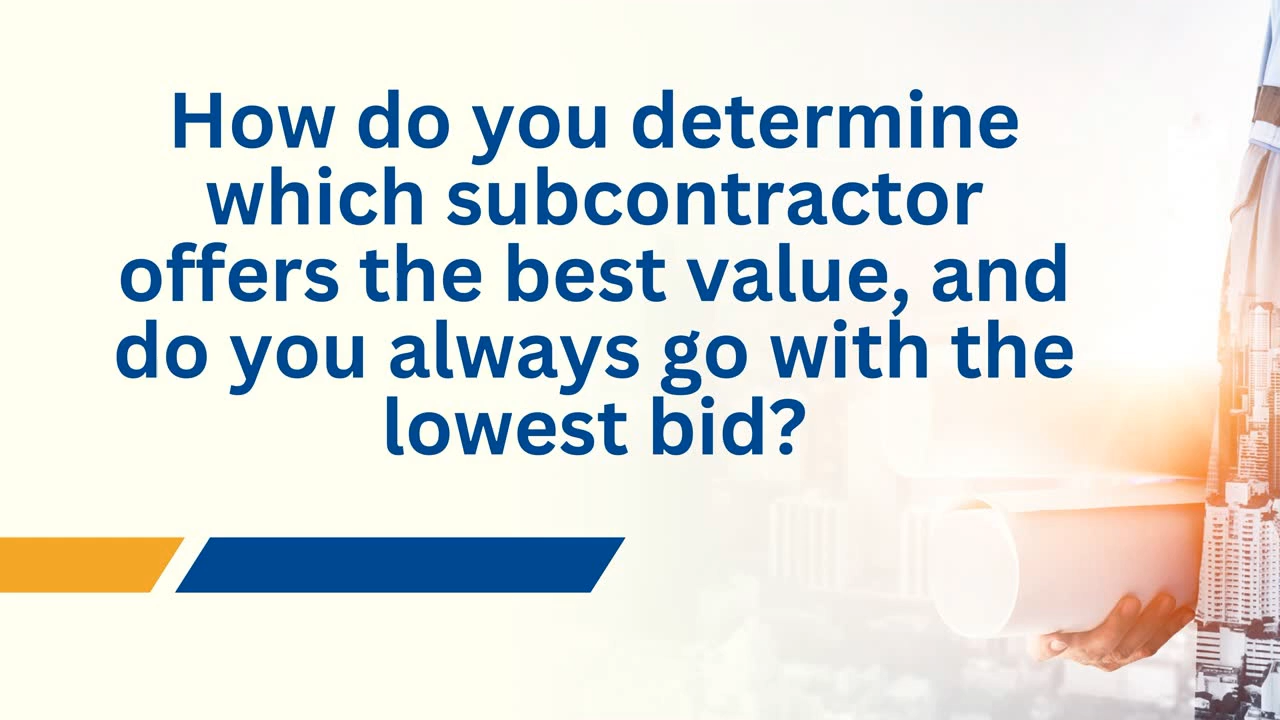 How do you determine
which subcontractor
offers the best value, and
do you always go with the
lowest bid?